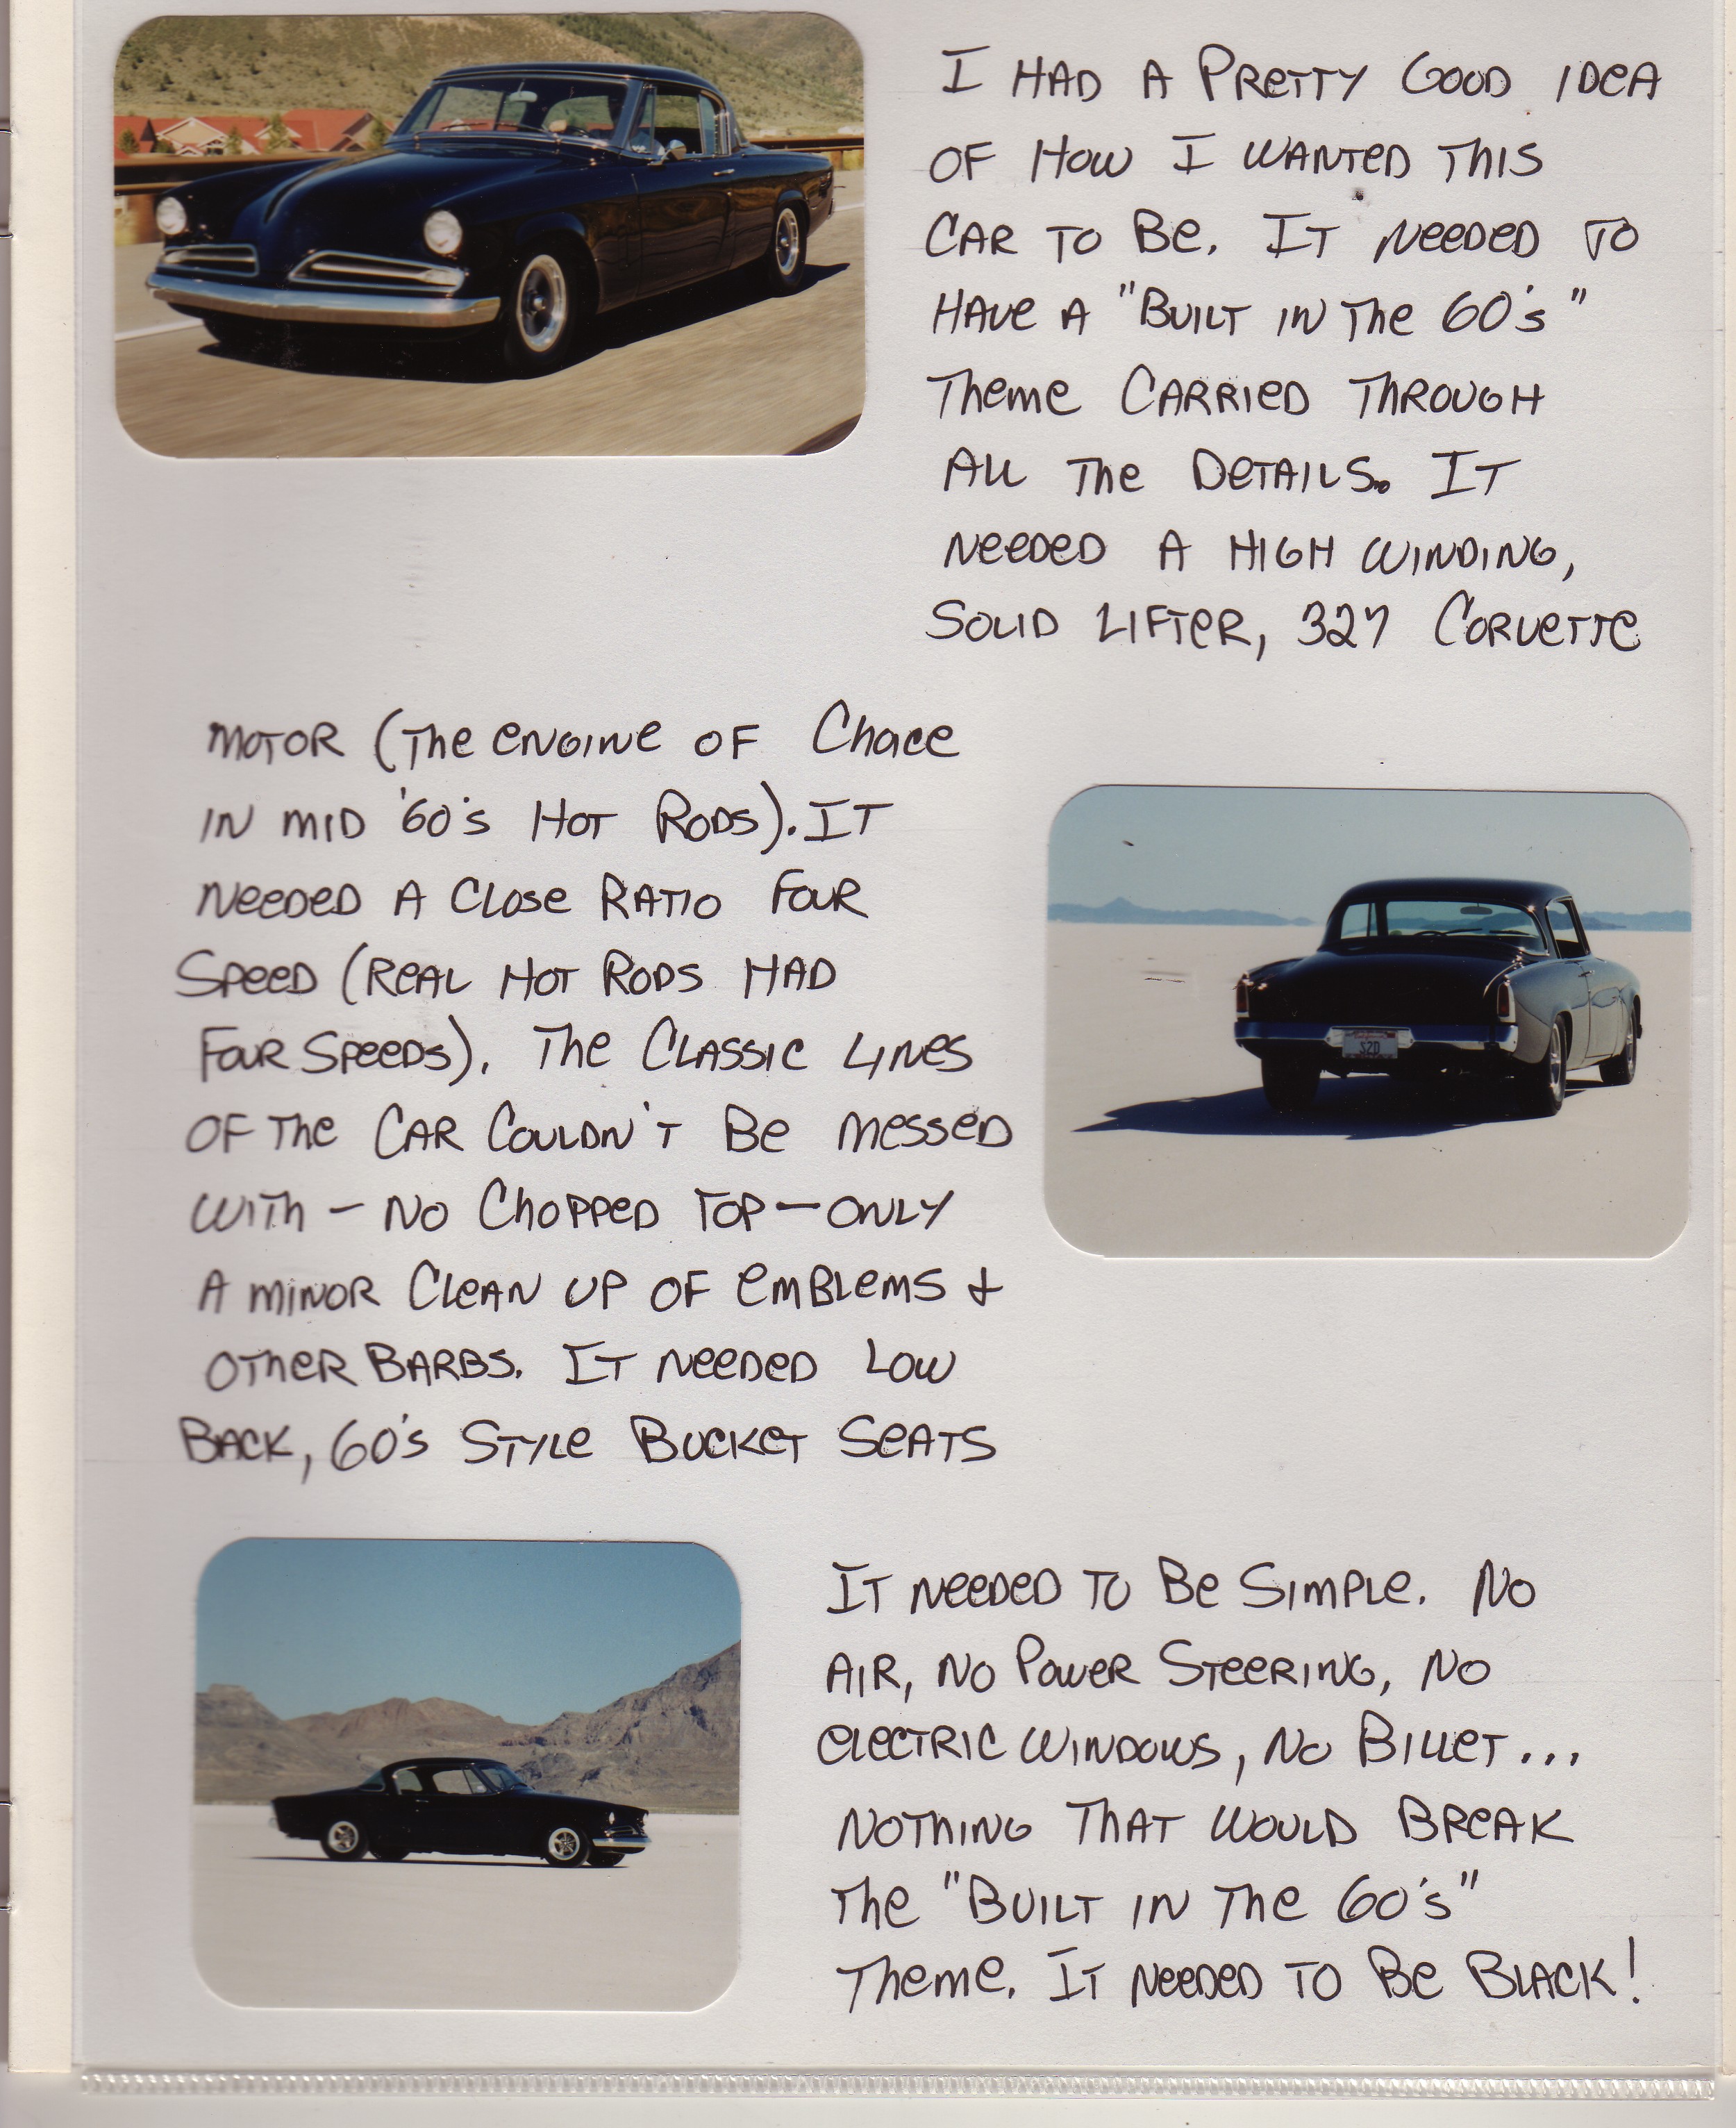 I HAD A PRETTY GOOD IDEA
OF HOW I WANTED THIS
CAR TO BE. IT NEEDED TO
HAVE A "BUILT IN THE 60's"
THEME CARRIED THROUGH
ALL THE DETAILS. IT
NEEDED A HIGH WINDING,
SOLID LIFTER, 327 CORVETTE
MOTOR (THE ENGINE OF Chace
IN MID '60's HOT RODS). IT
NEEDED A CLOSE RATIO FOUR
SPEED (REAL HOT RODS HAD
FOUR SPEEDS). THE CLASSIC LINES
OF THE CAR COULDN'T BE MESSED
WITH - NO CHOPPED TOP - ONLY
A MINOR CLEAN UP OF EMBLEMS &
OTHER BARBS. IT NEEDED LOW
BACK, 60's STYLE BUCKET SEATS
S2D
IT NEEDED TO BE SIMPLE. NO
AIR, NO POWER STEERING, NO
ELECTRIC WINDOWS, NO BILLET...
NOTHING THAT WOULD BREAK
THE "BUILT IN THE 60's"
THEME. IT NEEDED TO BE BLACK!